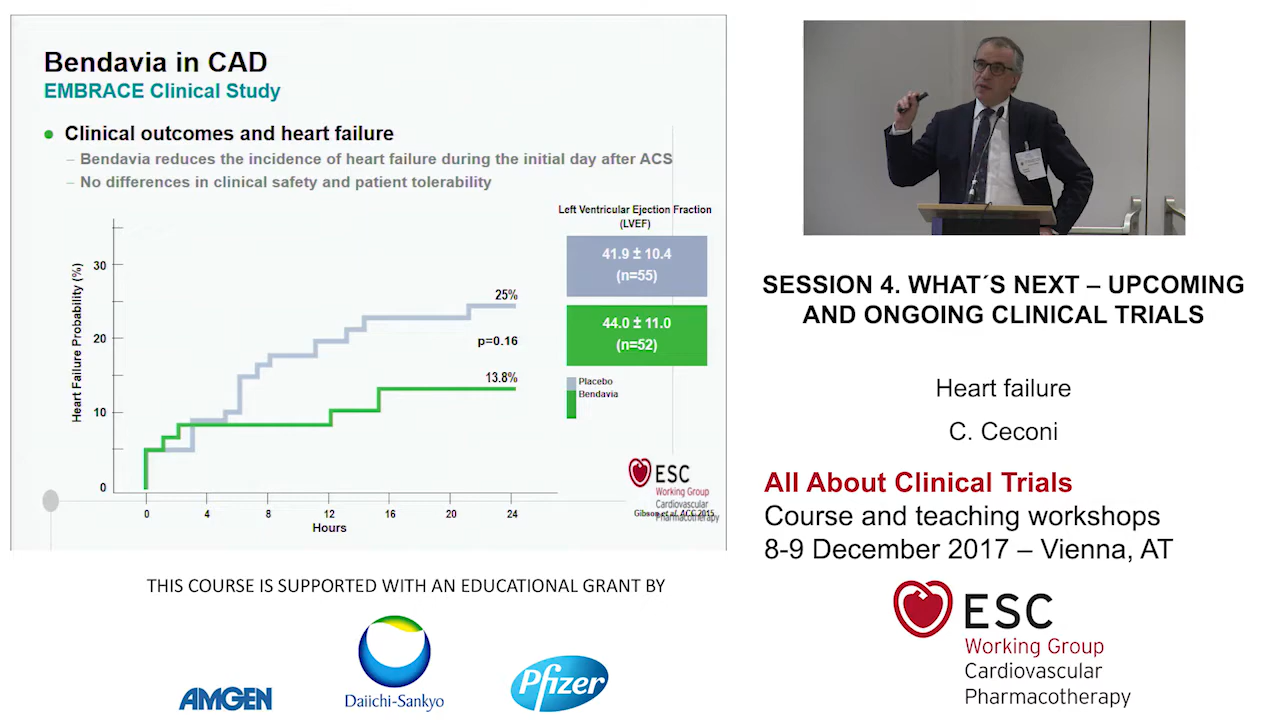 Bendavia in CAD
EMBRACE Clinical Study
Clinical outcomes and heart failure
– Bendavia reduces the incidence of heart failure during the initial day after ACS
– No differences in clinical safety and patient tolerability
Left Ventricular Ejection Fraction
(LVEF)
41.9 ± 10.4
(n=55)
44.0 ± 11.0
(n=52)
Placebo
Bendavia
Heart Failure Probability (%)
30
20
10
0
25%
p=0.16
13.8%
0 4 8 12 16 20 24
Hours
ESC
Working Group
Cardiovascular
Pharmacotherapy
Gibson et al. ACC 2015
SESSION 4. WHAT´S NEXT – UPCOMING
AND ONGOING CLINICAL TRIALS
Heart failure
C. Ceconi
All About Clinical Trials
Course and teaching workshops
8-9 December 2017 – Vienna, AT
ESC
Working Group
Cardiovascular
Pharmacotherapy
THIS COURSE IS SUPPORTED WITH AN EDUCATIONAL GRANT BY
AMGEN
Daiichi-Sankyo
Pfizer